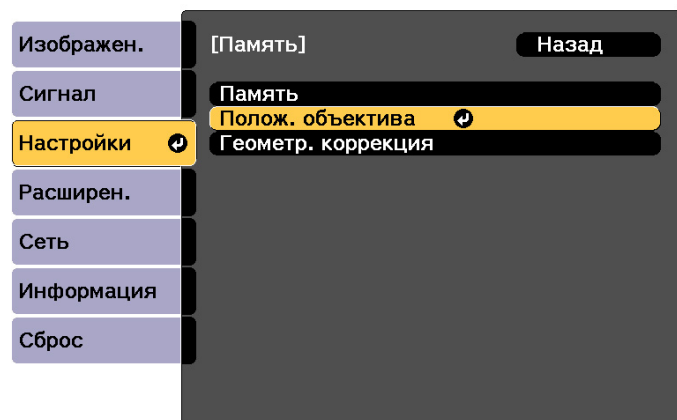 Изображен.
Сигнал
Настройки
Расширен.
Сеть
Информация
Сброс
[Память]
Назад
Память
Полож. объектива
Геометр. коррекция